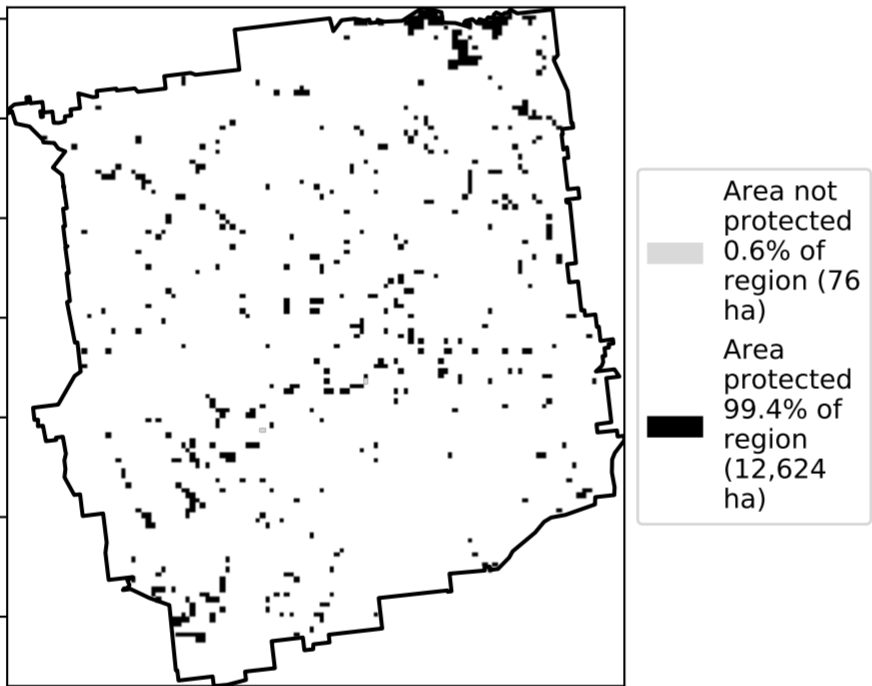 Area not
protected
0.6% of
region (76
ha)
Area
protected
99.4% of
region
(12,624
ha)